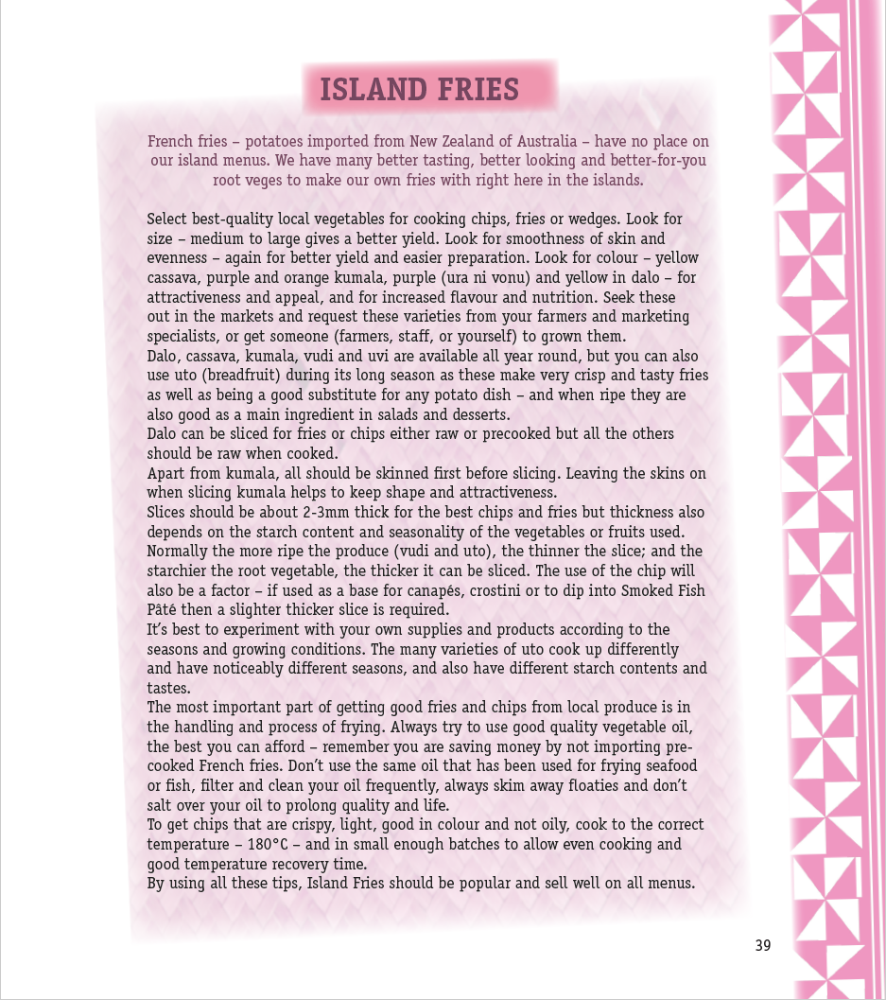 ISLAND FRIES
French fries – potatoes imported from New Zealand of Australia – have no place on
our island menus. We have many better tasting, better looking and better-for-you
root veges to make our own fries with right here in the islands.
Select best-quality local vegetables for cooking chips, fries or wedges. Look for
size – medium to large gives a better yield. Look for smoothness of skin and
evenness – again for better yield and easier preparation. Look for colour – yellow
cassava, purple and orange kumala, purple (ura ni vonu) and yellow in dalo – for
attractiveness and appeal, and for increased flavour and nutrition. Seek these
out in the markets and request these varieties from your farmers and marketing
specialists, or get someone (farmers, staff, or yourself) to grown them.
Dalo, cassava, kumala, vudi and uvi are available all year round, but you can also
use uto (breadfruit) during its long season as these make very crisp and tasty fries
as well as being a good substitute for any potato dish – and when ripe they are
also good as a main ingredient in salads and desserts.
Dalo can be sliced for fries or chips either raw or precooked but all the others
should be raw when cooked.
Apart from kumala, all should be skinned first before slicing. Leaving the skins on
when slicing kumala helps to keep shape and attractiveness.
Slices should be about 2-3mm thick for the best chips and fries but thickness also
depends on the starch content and seasonality of the vegetables or fruits used.
Normally the more ripe the produce (vudi and uto), the thinner the slice; and the
starchier the root vegetable, the thicker it can be sliced. The use of the chip will
also be a factor – if used as a base for canapés, crostini or to dip into Smoked Fish
Pâté then a slighter thicker slice is required.
It's best to experiment with your own supplies and products according to the
seasons and growing conditions. The many varieties of uto cook up differently
and have noticeably different seasons, and also have different starch contents and
tastes.
The most important part of getting good fries and chips from local produce is in
the handling and process of frying. Always try to use good quality vegetable oil,
the best you can afford – remember you are saving money by not importing pre-
cooked French fries. Don't use the same oil that has been used for frying seafood
or fish, filter and clean your oil frequently, always skim away floaties and don't
salt over your oil to prolong quality and life.
To get chips that are crispy, light, good in colour and not oily, cook to the correct
temperature – 180°C – and in small enough batches to allow even cooking and
good temperature recovery time.
By using all these tips, Island Fries should be popular and sell well on all menus.
39